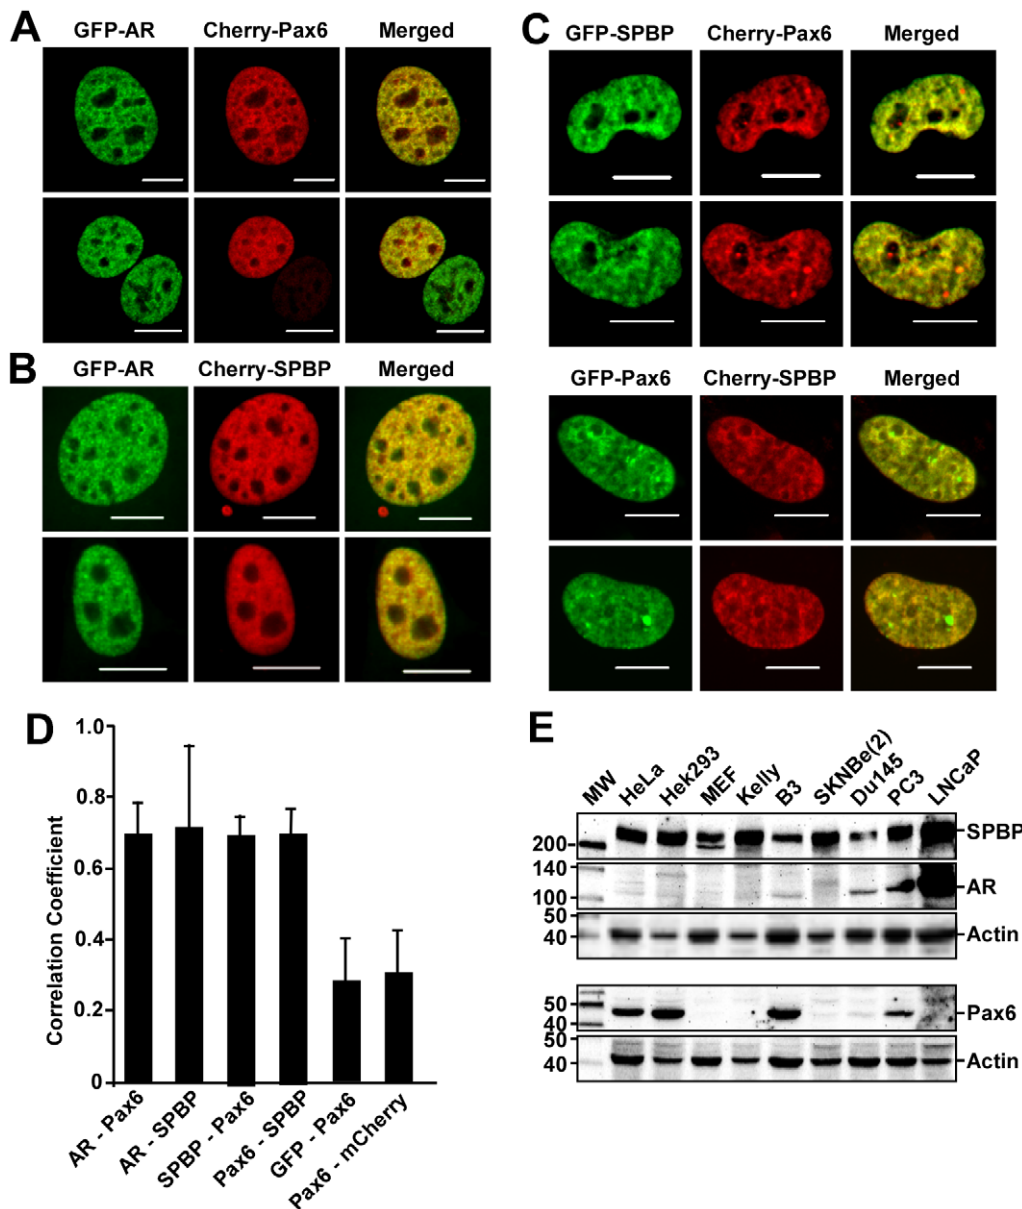 A
GFP-AR Cherry-Pax6 Merged
B
GFP-AR Cherry-SPBP Merged
C
GFP-SPBP Cherry-Pax6 Merged
GFP-Pax6 Cherry-SPBP Merged
D
Correlation Coefficient
1.0
0.8
0.6
0.4
0.2
0
AR - Pax6
AR - SPBP
SPBP - Pax6
Pax6 - SPBP
GFP - Pax6
Pax6 - mCherry
E
MW HeLa Hek293 MEF Kelly B3 SKNBe(2) Du145 PC3 LNCaP
200 SPBP
140
100 AR
50
40 Actin
50
40 Pax6
50
40 Actin